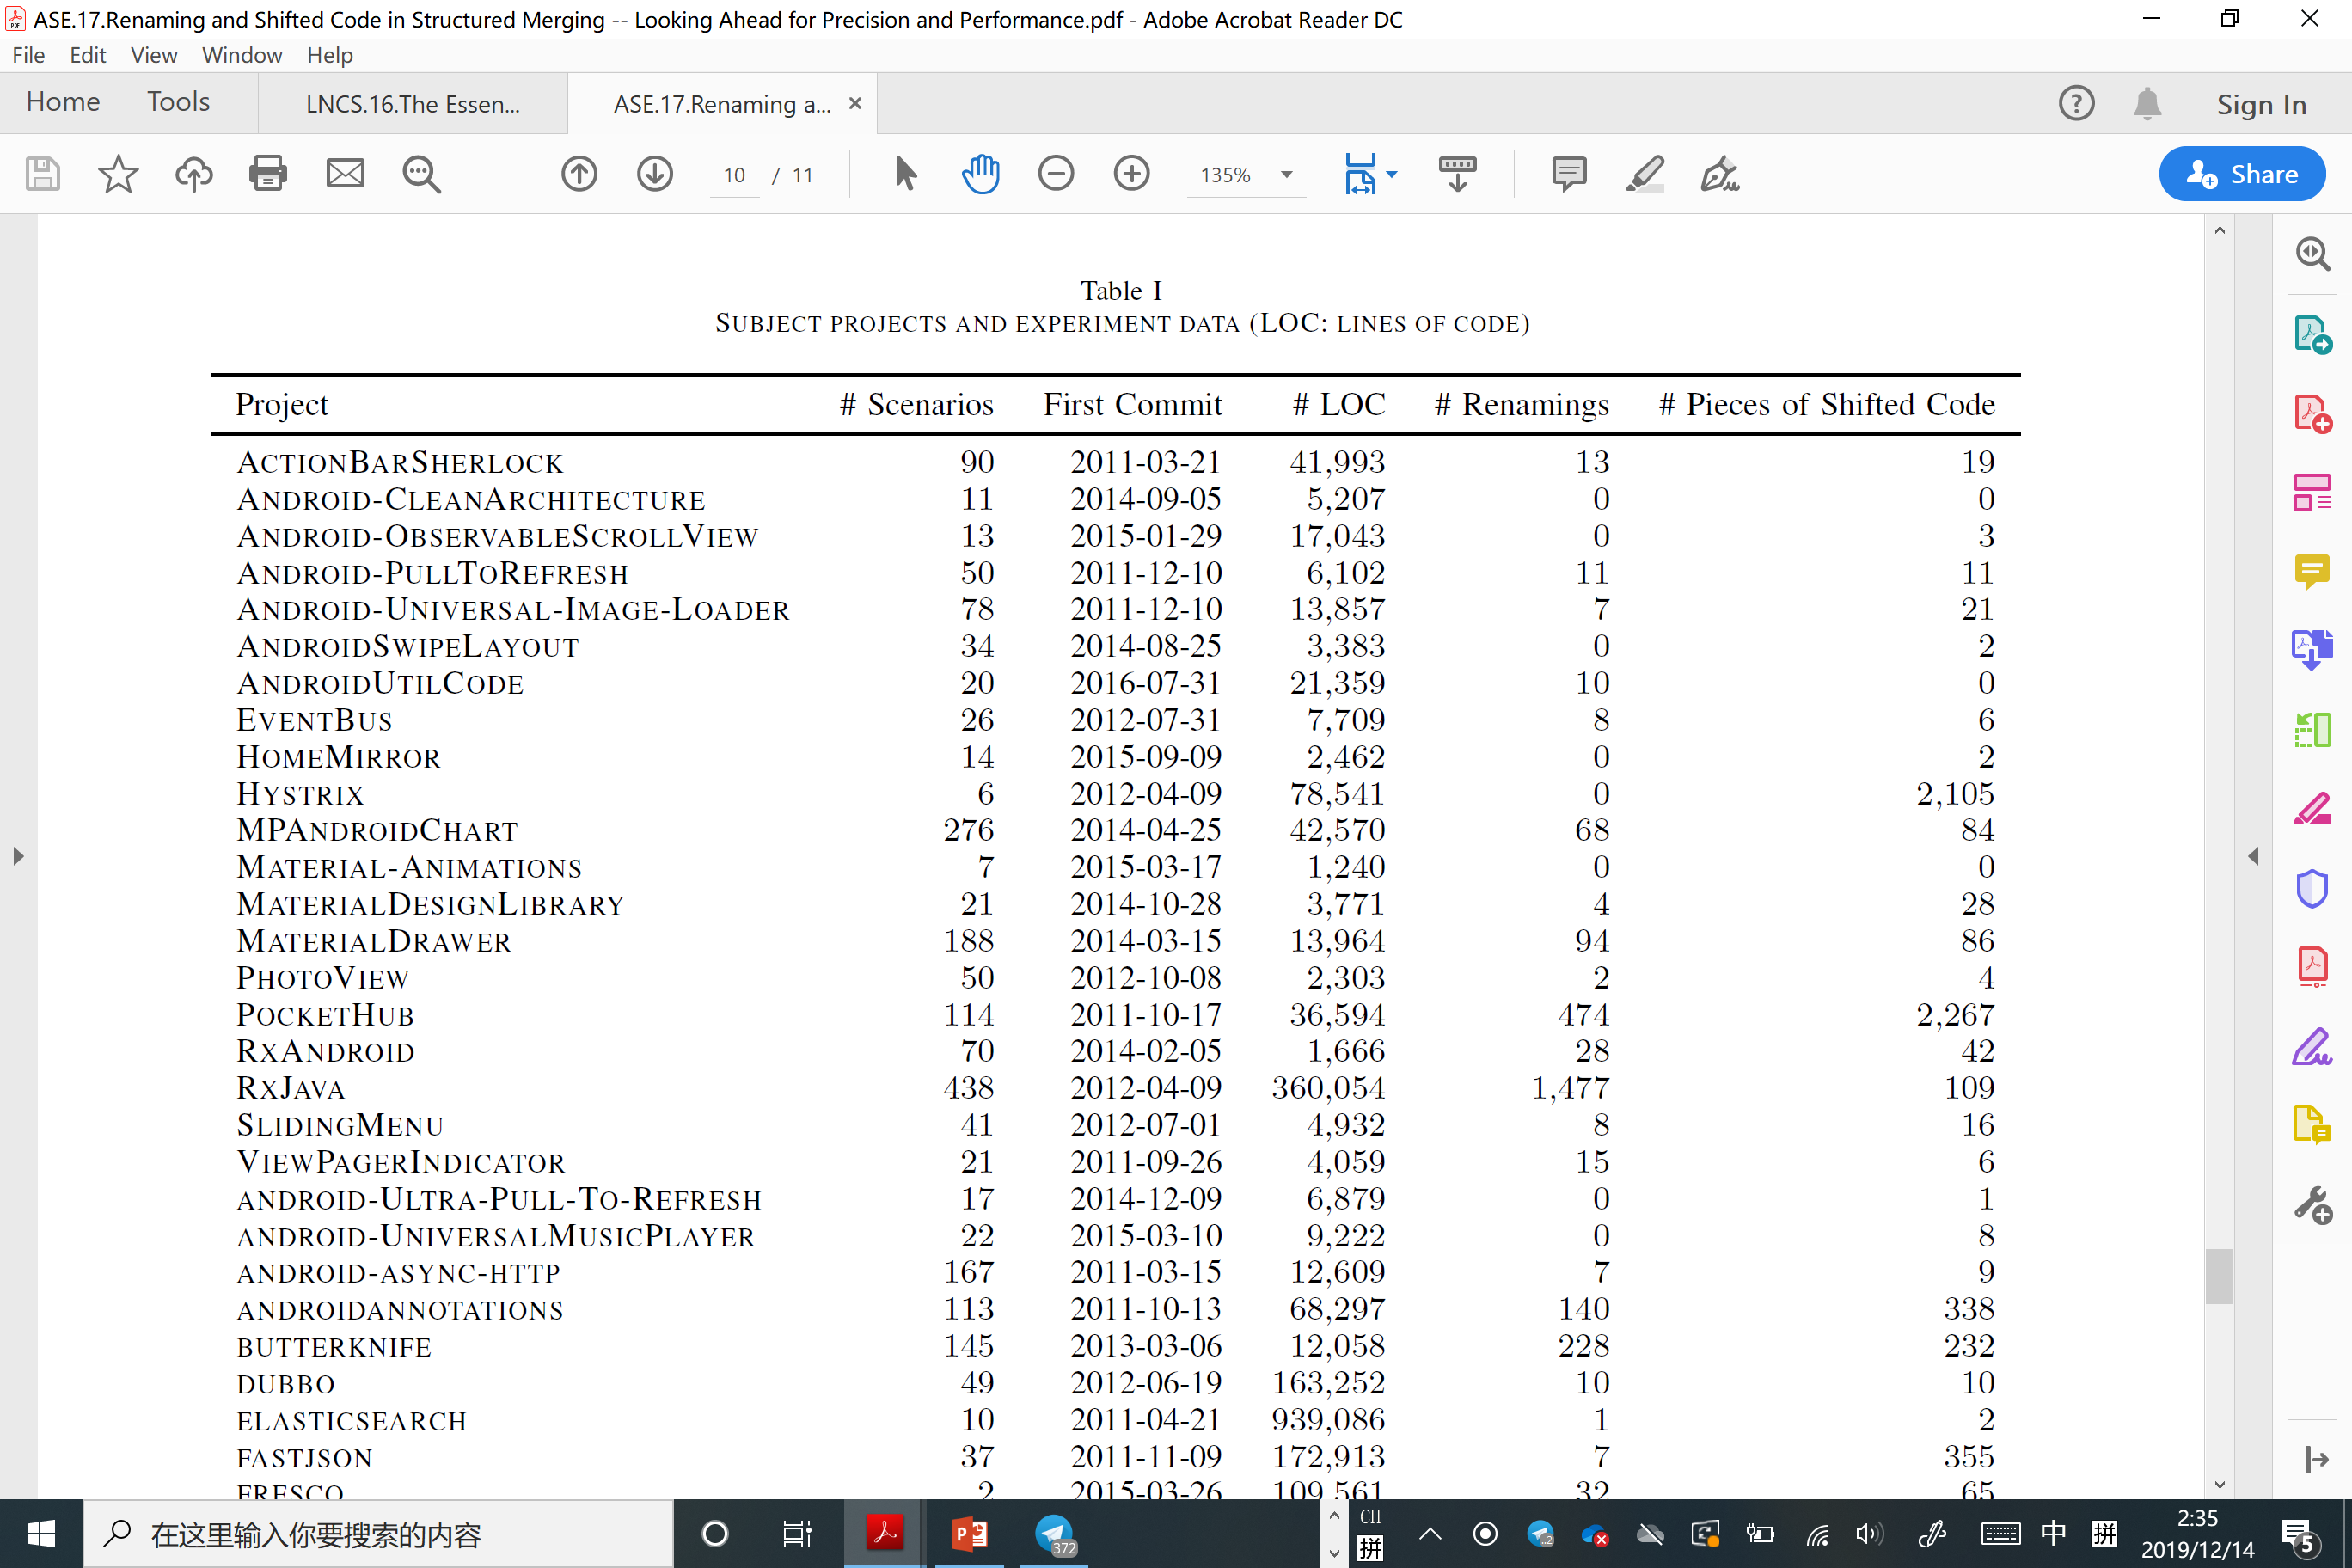 ASE.17.Renaming and Shifted Code in Structured Merging -- Looking Ahead for Precision and Performance.pdf - Adobe Acrobat Reader DC
File Edit View Window Help
Home Tools LNCS.16.The Essen... ASE.17.Renaming a... Sign In
10 / 11 135% Share
Table I
SUBJECT PROJECTS AND EXPERIMENT DATA (LOC: LINES OF CODE)
Project # Scenarios First Commit # LOC # Renamings # Pieces of Shifted Code
ACTIONBARSHERLOCK 90 2011-03-21 41,993 13 19
ANDROID-CLEANARCHITECTURE 11 2014-09-05 5,207 0 0
ANDROID-OBSERVABLESCROLLVIEW 13 2015-01-29 17,043 0 3
ANDROID-PULLTOREFRESH 50 2011-12-10 6,102 11 11
ANDROID-UNIVERSAL-IMAGE-LOADER 78 2011-12-10 13,857 7 21
ANDROIDSWIPELAYOUT 34 2014-08-25 3,383 0 2
ANDROIDUTILCODE 20 2016-07-31 21,359 10 0
EVENTBUS 26 2012-07-31 7,709 8 6
HOMEMIRROR 14 2015-09-09 2,462 0 2
HYSTRIX 6 2012-04-09 78,541 0 2,105
MPANDROIDCHART 276 2014-04-25 42,570 68 84
MATERIAL-ANIMATIONS 7 2015-03-17 1,240 0 0
MATERIALDESIGNLIBRARY 21 2014-10-28 3,771 4 28
MATERIALDRAWER 188 2014-03-15 13,964 94 86
PHOTOVIEW 50 2012-10-08 2,303 2 4
POCKETHUB 114 2011-10-17 36,594 474 2,267
RXANDROID 70 2014-02-05 1,666 28 42
RXJAVA 438 2012-04-09 360,054 1,477 109
SLIDINGMENU 41 2012-07-01 4,932 8 16
VIEWPAGERINDICATOR 21 2011-09-26 4,059 15 6
ANDROID-ULTRA-PULL-TO-REFRESH 17 2014-12-09 6,879 0 1
ANDROID-UNIVERSALMUSICPLAYER 22 2015-03-10 9,222 0 8
ANDROID-ASYNC-HTTP 167 2011-03-15 12,609 7 9
ANDROIDANNOTATIONS 113 2011-10-13 68,297 140 338
BUTTERKNIFE 145 2013-03-06 12,058 228 232
DUBBO 49 2012-06-19 163,252 10 10
ELASTICSEARCH 10 2011-04-21 939,086 1 2
FASTJSON 37 2011-11-09 172,913 7 355
FRESCO 2 2015-03-26 109,561 32 65
在这里输入你要搜索的内容
372
CH
拼
中
拼
2:35
2019/12/14
5